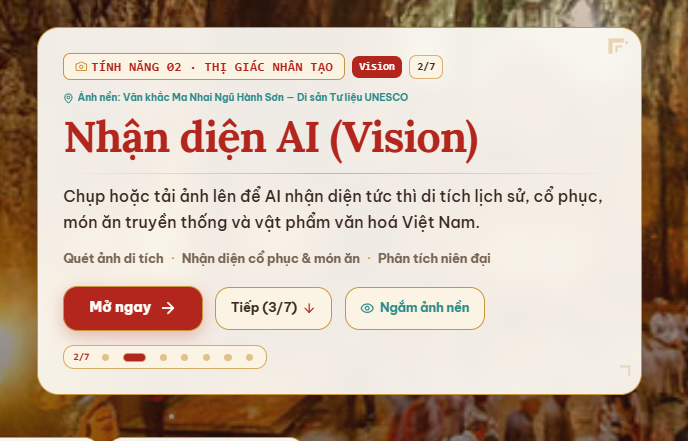 TÍNH NĂNG 02 · THỊ GIÁC NHÂN TẠO Vision 2/7
Ảnh nền: Văn khắc Ma Nhai Ngũ Hành Sơn — Di sản Tư liệu UNESCO
Nhận diện AI (Vision)
Chụp hoặc tải ảnh lên để AI nhận diện tức thì di tích lịch sử, cổ phục,
món ăn truyền thống và vật phẩm văn hoá Việt Nam.
Quét ảnh di tích · Nhận diện cổ phục & món ăn · Phân tích niên đại
Mở ngay → Tiếp (3/7) ↓ Ngắm ảnh nền
2/7